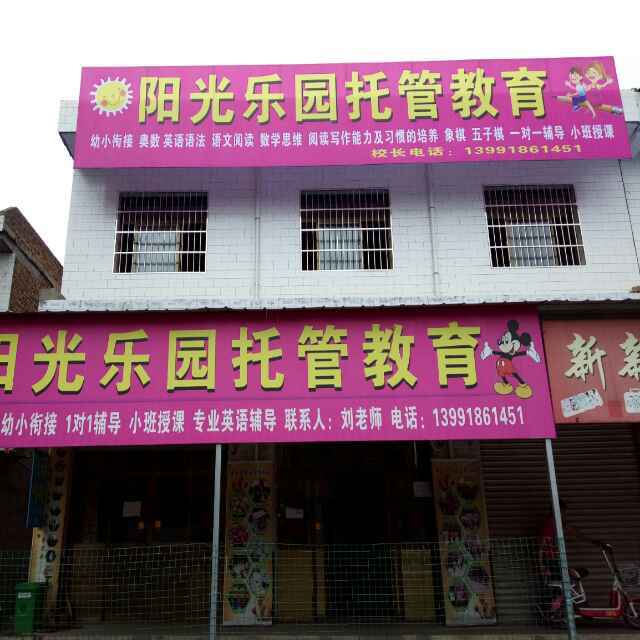 阳光乐园托管教育
幼小衔接 奥数 英语语法 语文阅读 数学思维 阅读写作能力及习惯的培养 象棋 五子棋 一对一辅导 小班授课
校长电话：13991861451
阳光乐园托管教育
幼小衔接 1对1辅导 小班授课 专业英语辅导 联系人：刘老师 电话：13991861451
新新